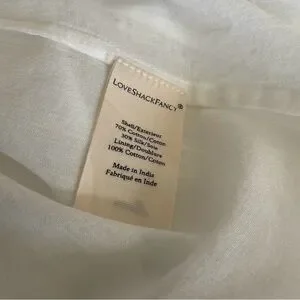 LOVESHACKFANCY®
Shell/Exterieur
70% Cotton/Coton
30% Silk/Soie
Lining/Doublure
100% Cotton/Coton
Made in India
Fabriqué en Inde